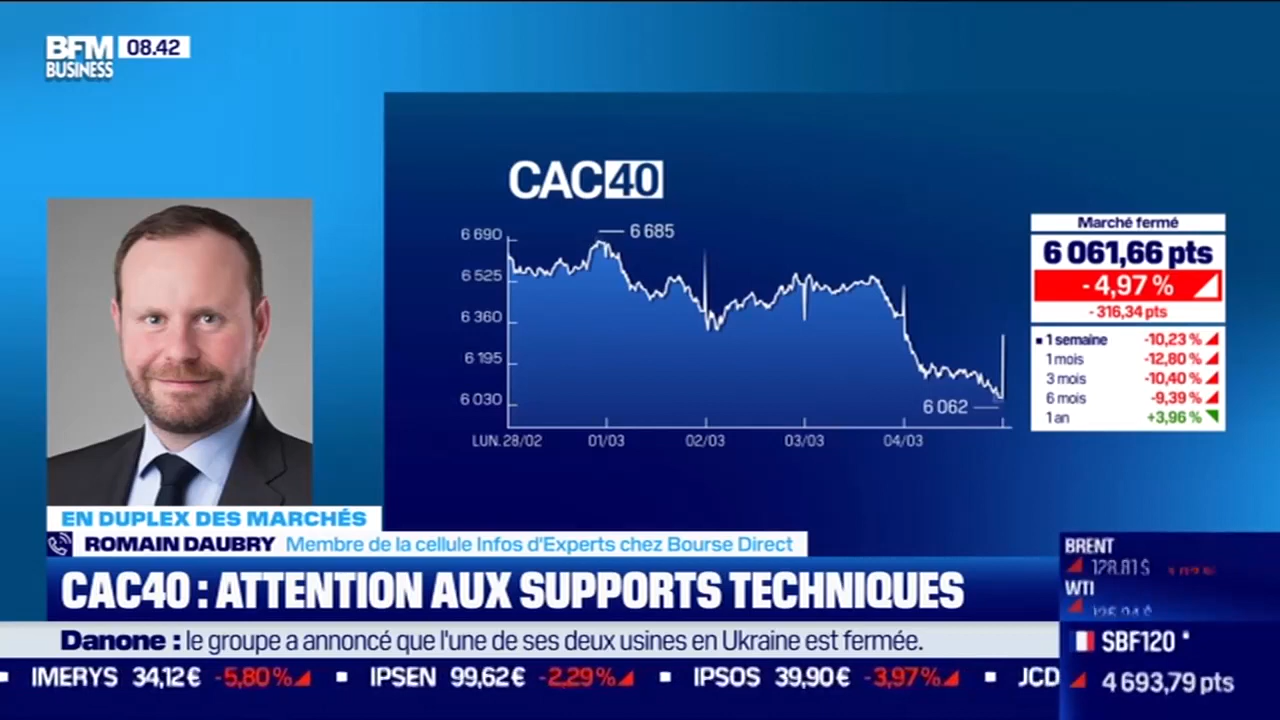 BFM
BUSINESS
08.42
CAC40
6 690
6 525
6 360
6 195
6 030
6 685
6 062
LUN. 28/02
01/03
02/03
03/03
04/03
Marché fermé
6 061,66 pts
- 4,97 %
- 316,34 pts
1 semaine -10,23 %
1 mois -12,80 %
3 mois -10,40 %
6 mois -9,39 %
1 an +3,96 %
EN DUPLEX DES MARCHÉS
ROMAIN DAUBRY Membre de la cellule Infos d'Experts chez Bourse Direct
CAC40 : ATTENTION AUX SUPPORTS TECHNIQUES
Danone : le groupe a annoncé que l'une de ses deux usines en Ukraine est fermée.
IMERYS 34,12€ -5,80% IPSEN 99,62€ -2,29% IPSOS 39,90€ -3,97% JCD
BRENT
128.81 $
WTI
SBF120 *
4 693,79 pts